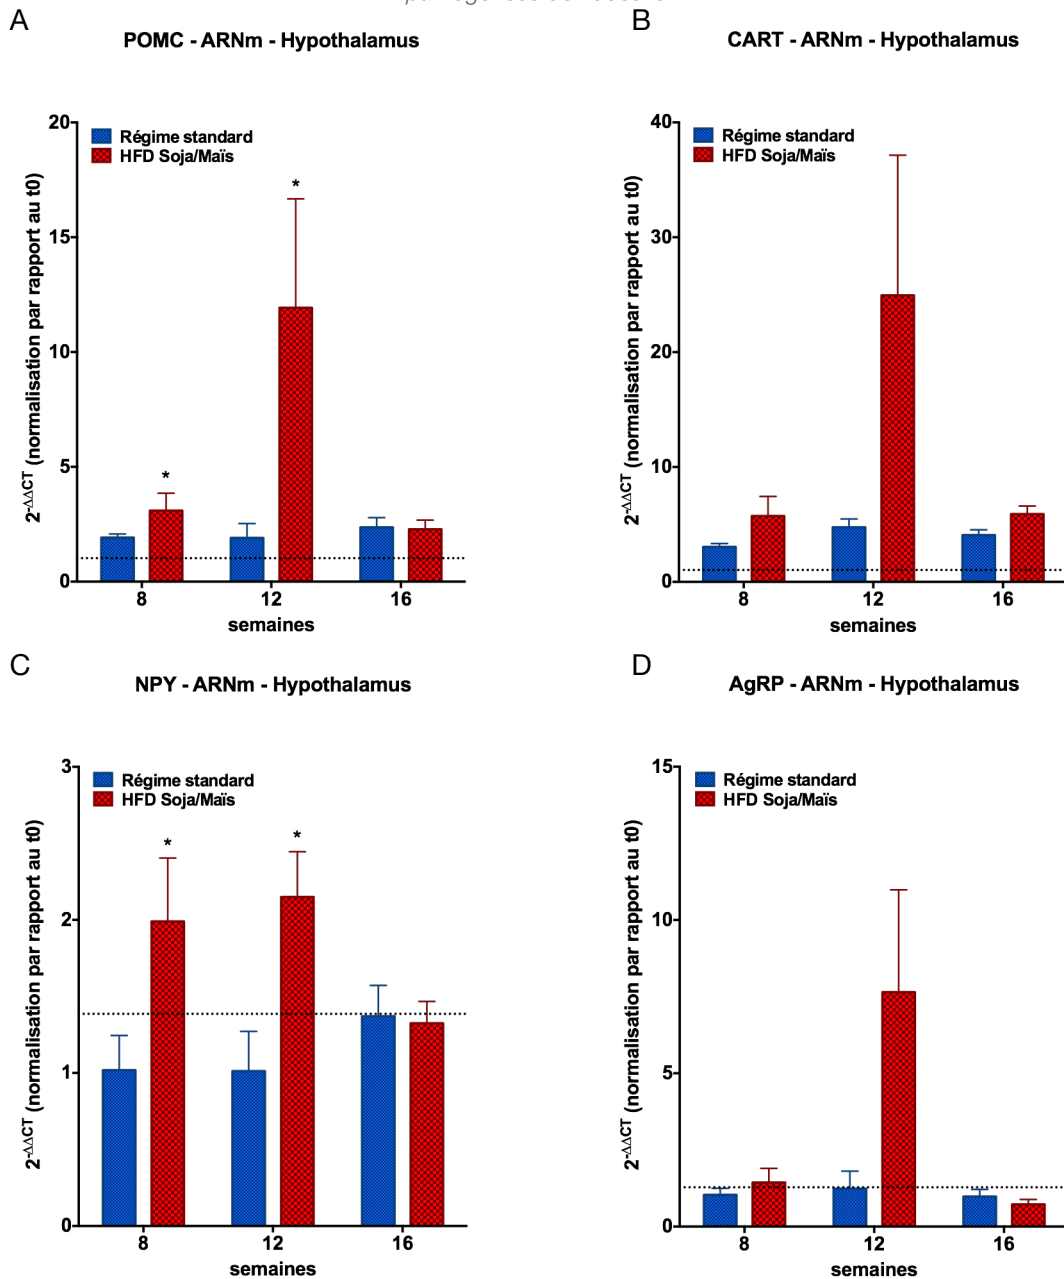 A
POMC - ARNm - Hypothalamus
2-ΔΔCT (normalisation par rapport au t0)
20
15
10
5
0
Régime standard
HFD Soja/Maïs
*
*
8
12
16
semaines
B
CART - ARNm - Hypothalamus
2-ΔΔCT (normalisation par rapport au t0)
40
30
20
10
0
Régime standard
HFD Soja/Maïs
8
12
16
semaines
C
NPY - ARNm - Hypothalamus
2-ΔΔCT (normalisation par rapport au t0)
3
2
1
0
Régime standard
HFD Soja/Maïs
*
*
8
12
16
semaines
D
AgRP - ARNm - Hypothalamus
2-ΔΔCT (normalisation par rapport au t0)
15
10
5
0
Régime standard
HFD Soja/Maïs
8
12
16
semaines